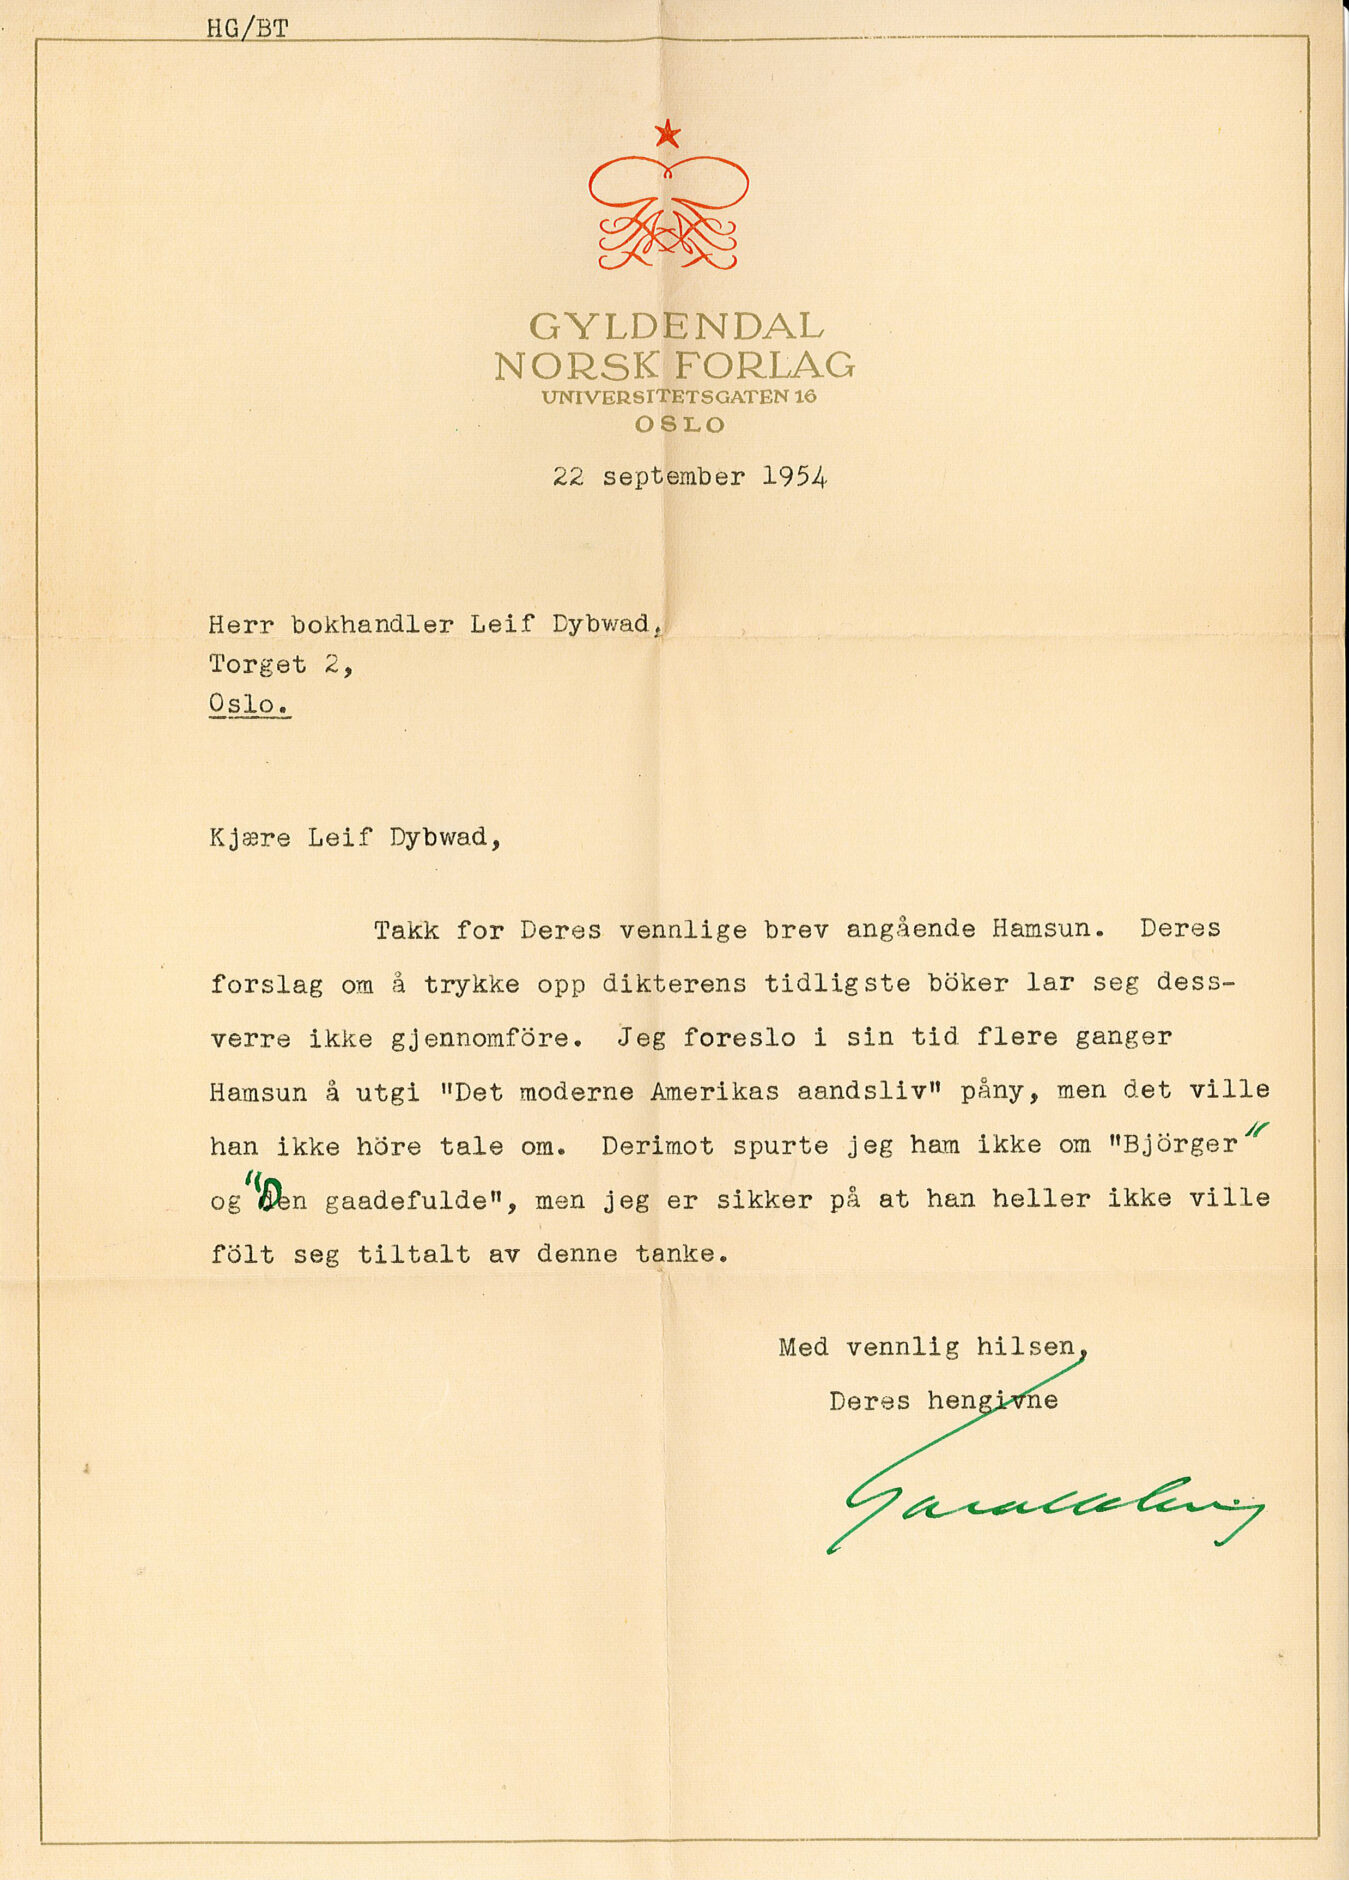 HG/BT
GYLDENDAL
NORSK FORLAG
UNIVERSITETSGATEN 16
OSLO
22 september 1954
Herr bokhandler Leif Dybwad,
Torget 2,
Oslo.
Kjære Leif Dybwad,
Takk for Deres vennlige brev angående Hamsun. Deres
forslag om å trykke opp dikterens tidligste böker lar seg dess-
verre ikke gjennomföre. Jeg foreslo i sin tid flere ganger
Hamsun å utgi "Det moderne Amerikas aandsliv" påny, men det ville
han ikke höre tale om. Derimot spurte jeg ham ikke om "Björger"
og "Den gaadefulde", men jeg er sikker på at han heller ikke ville
fölt seg tiltalt av denne tanke.
Med vennlig hilsen,
Deres hengivne